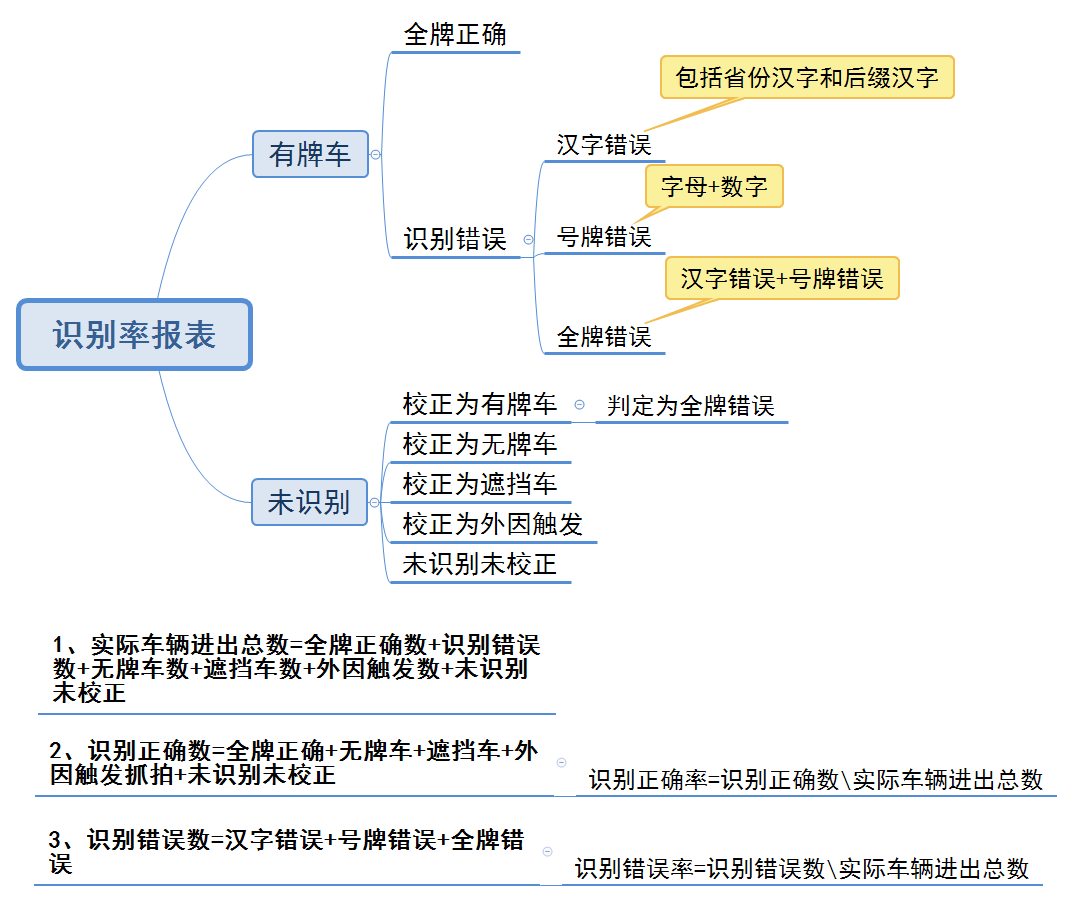 全牌正确
包括省份汉字和后缀汉字
汉字错误
有牌车
字母+数字
识别错误
号牌错误
汉字错误+号牌错误
全牌错误
识别率报表
校正为有牌车
判定为全牌错误
校正为无牌车
校正为遮挡车
未识别
校正为外因触发
未识别未校正
1、实际车辆进出总数=全牌正确数+识别错误
数+无牌车数+遮挡车数+外因触发数+未识别
未校正
2、识别正确数=全牌正确+无牌车+遮挡车+外
因触发抓拍+未识别未校正
识别正确率=识别正确数\实际车辆进出总数
3、识别错误数=汉字错误+号牌错误+全牌错
误
识别错误率=识别错误数\实际车辆进出总数